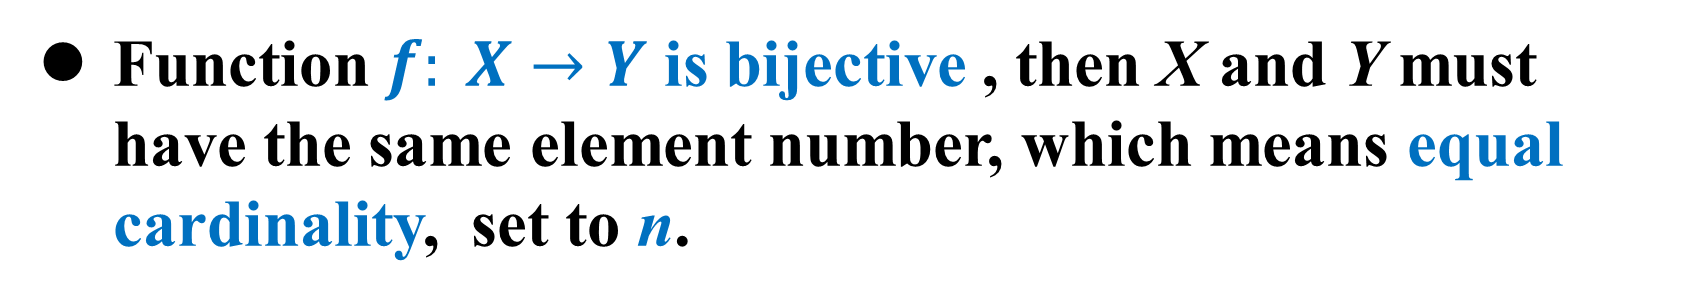 ● Function f: X → Y is bijective , then X and Y must
have the same element number, which means equal
cardinality, set to n.